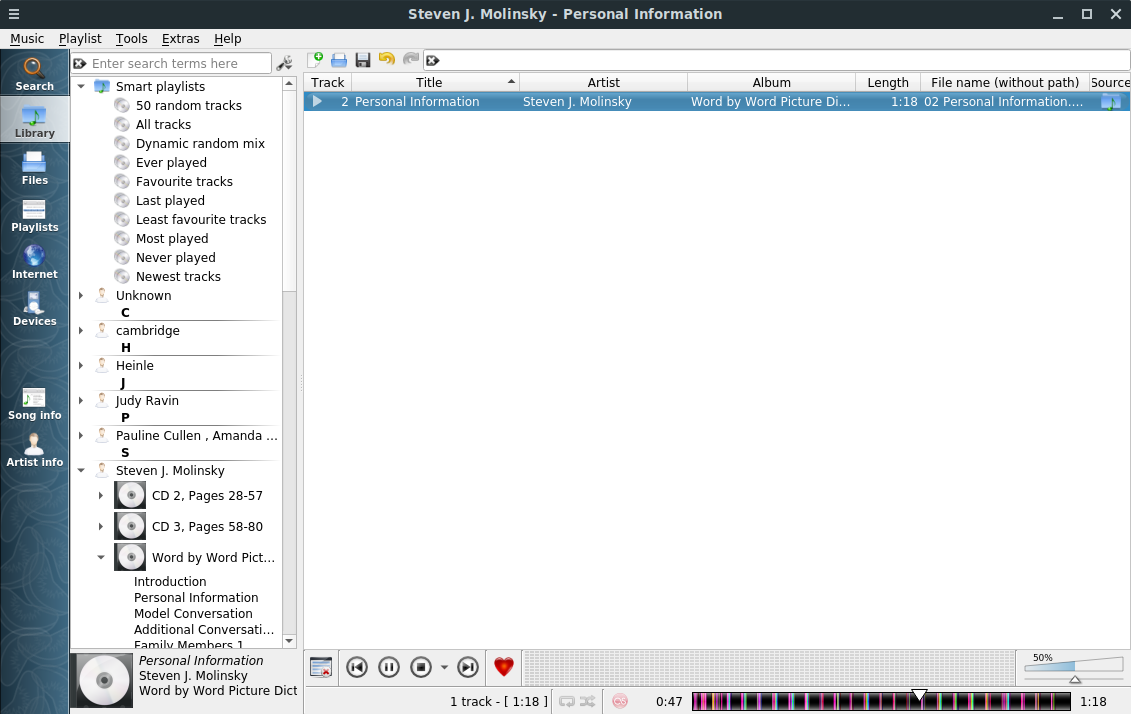 Steven J. Molinsky - Personal Information
Music Playlist Tools Extras Help
Search
Library
Files
Playlists
Internet
Devices
Song info
Artist info
Enter search terms here
Smart playlists
50 random tracks
All tracks
Dynamic random mix
Ever played
Favourite tracks
Last played
Least favourite tracks
Most played
Never played
Newest tracks
Unknown
C
cambridge
H
Heinle
J
Judy Ravin
P
Pauline Cullen , Amanda ...
S
Steven J. Molinsky
CD 2, Pages 28-57
CD 3, Pages 58-80
Word by Word Pict...
Introduction
Personal Information
Model Conversation
Additional Conversati...
Family Members 1
Personal Information
Steven J. Molinsky
Word by Word Picture Dict
Track Title Artist Album Length File name (without path) Source
2 Personal Information Steven J. Molinsky Word by Word Picture Di... 1:18 02 Personal Information....
50%
1 track - [ 1:18 ] 0:47 1:18